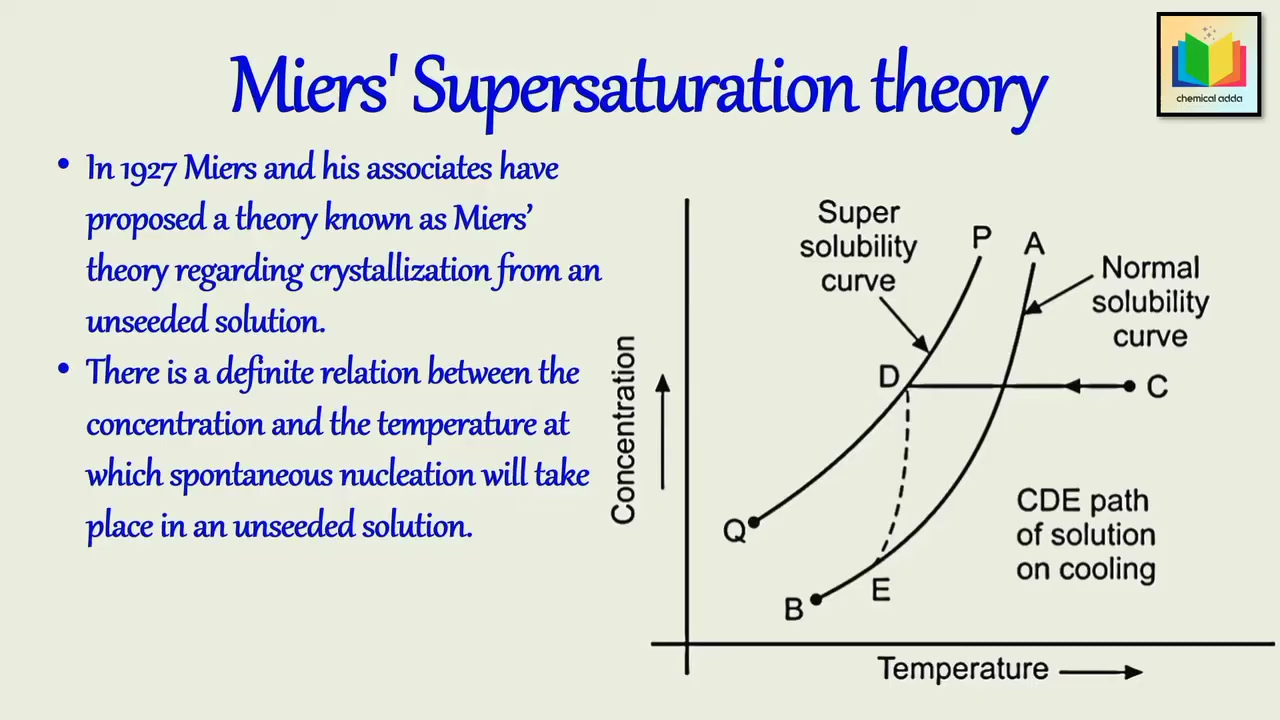 Miers' Supersaturation theory
chemical adda
• In 1927 Miers and his associates have
proposed a theory known as Miers’
theory regarding crystallization from an
unseeded solution.
• There is a definite relation between the
concentration and the temperature at
which spontaneous nucleation will take
place in an unseeded solution.
Super
solubility
curve
P
A
Normal
solubility
curve
D
C
Concentration
Q
CDE path
of solution
on cooling
E
B
Temperature